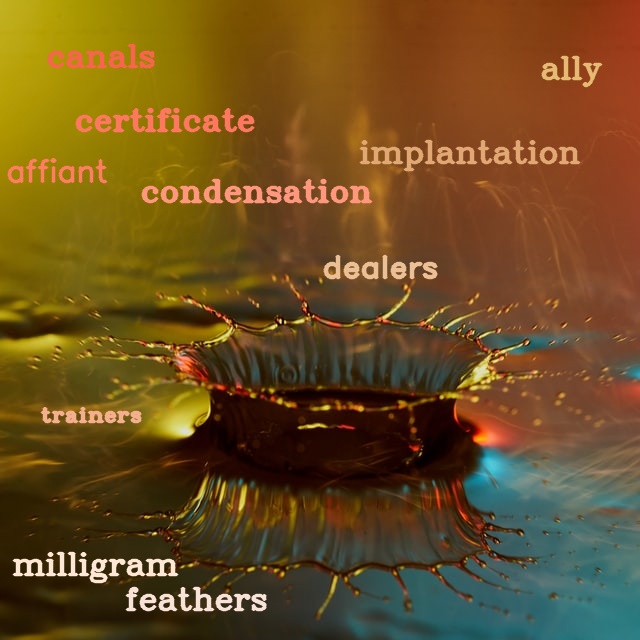 canals
ally
certificate
implantation
affiant
condensation
dealers
trainers
milligram
feathers